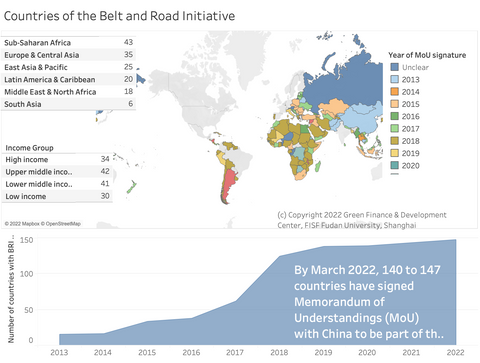 Countries of the Belt and Road Initiative
Sub-Saharan Africa 43
Europe & Central Asia 35
East Asia & Pacific 25
Latin America & Caribbean 20
Middle East & North Africa 18
South Asia 6
Income Group
High income 34
Upper middle inco.. 42
Lower middle inco.. 41
Low income 30
© 2022 Mapbox © OpenStreetMap
Year of MoU signature
Unclear
2013
2014
2015
2016
2017
2018
2019
2020
(c) Copyright 2022 Green Finance & Development
Center, FISF Fudan University, Shanghai
Number of countries with BRI ..
150
100
50
0
By March 2022, 140 to 147
countries have signed
Memorandum of
Understandings (MoU)
with China to be part of th..
2013 2014 2015 2016 2017 2018 2019 2020 2021 2022